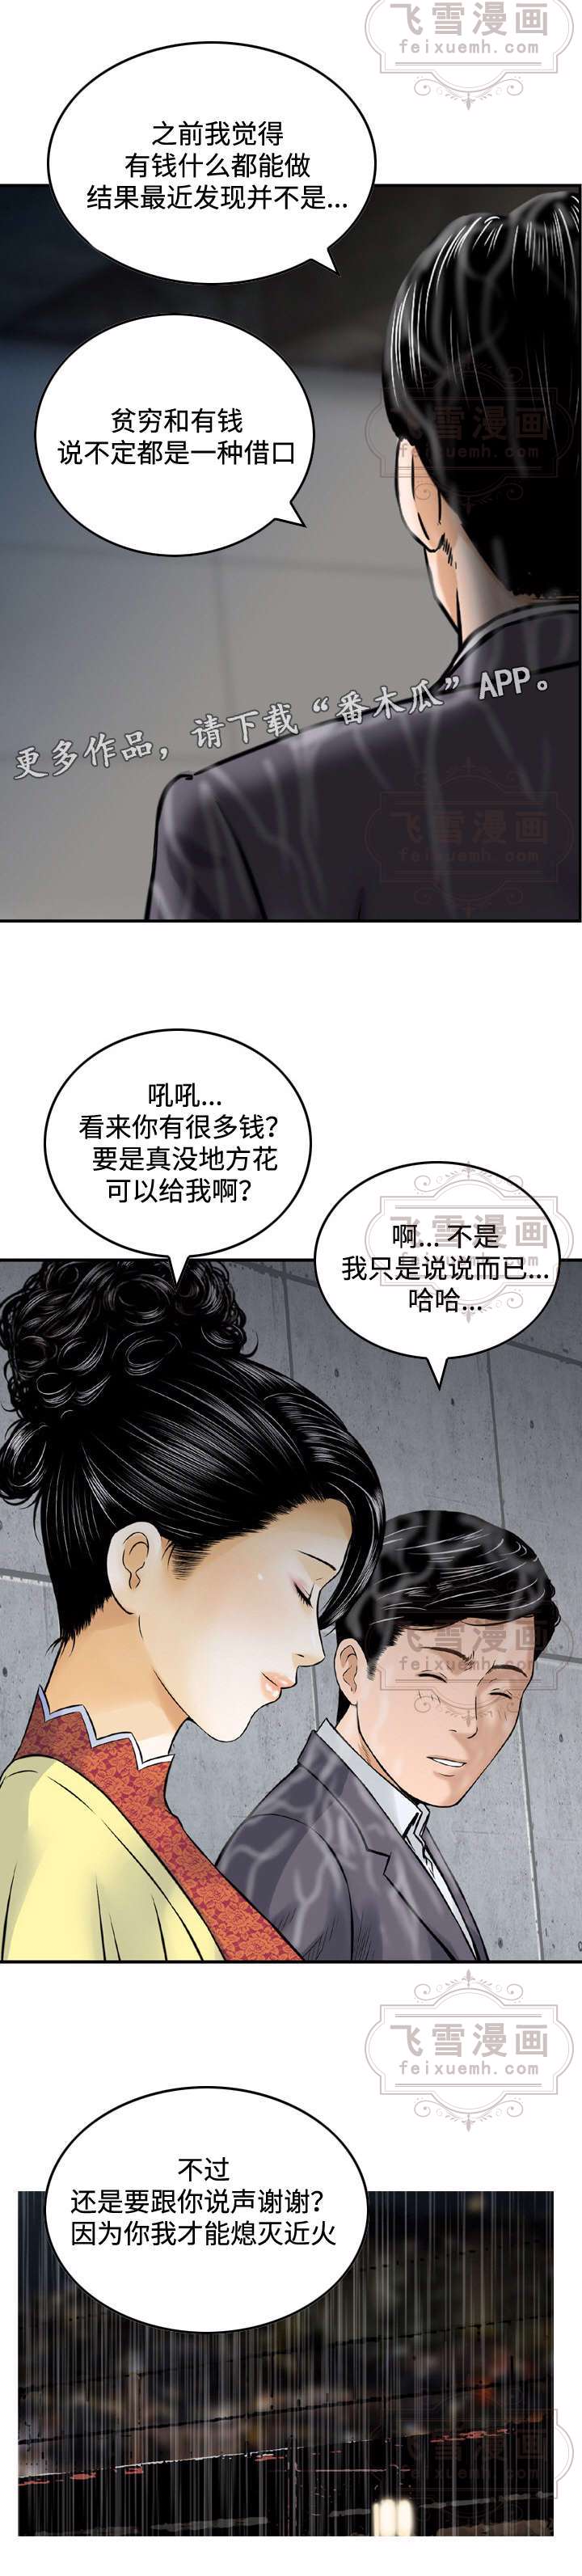 飞雪漫画
feixuemh.com
之前我觉得
有钱什么都能做
结果最近发现并不是...
贫穷和有钱
说不定都是一种借口
飞雪漫画
feixuemh.com
更多作品，请下载“番木瓜”APP。
飞雪漫画
feixuemh.com
吼吼...
看来你有很多钱?
要是真没地方花
可以给我啊?
飞雪漫画
feixuemh.com
啊... 不是
我只是说说而已...
哈哈...
飞雪漫画
feixuemh.com
飞雪漫画
feixuemh.com
不过
还是要跟你说声谢谢?
因为你我才能熄灭近火
飞雪漫画
feixuemh.com